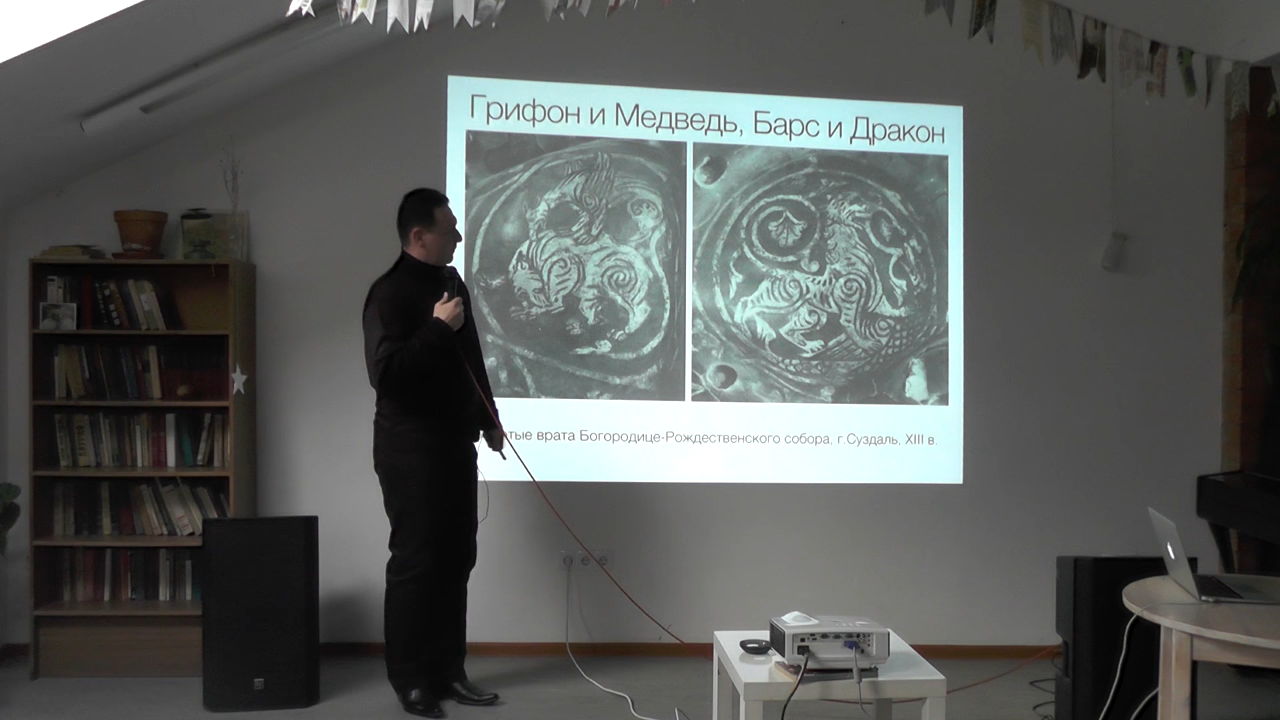 Грифон и Медведь, Барс и Дракон
врата Богородице-Рождественского собора, г.Суздаль, XIII в.